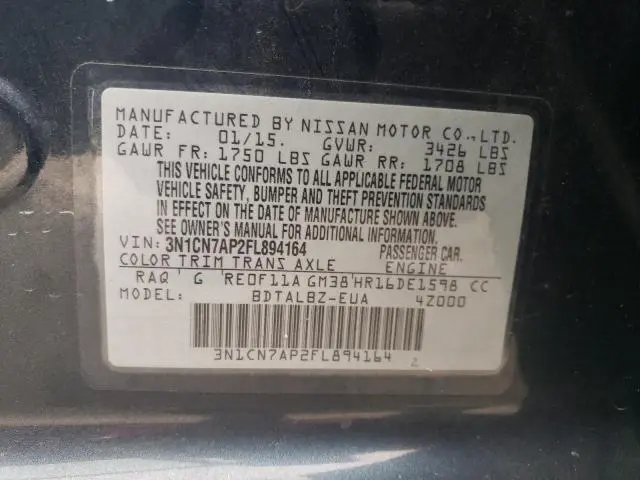 MANUFACTURED BY NISSAN MOTOR CO.,LTD.
DATE: 01/15. GVWR: 3426 LBS
GAWR FR: 1750 LBS GAWR RR: 1708 LBS
THIS VEHICLE CONFORMS TO ALL APPLICABLE FEDERAL MOTOR
VEHICLE SAFETY, BUMPER AND THEFT PREVENTION STANDARDS
IN EFFECT ON THE DATE OF MANUFACTURE SHOWN ABOVE.
SEE OWNER'S MANUAL FOR ADDITIONAL INFORMATION.
VIN: 3N1CN7AP2FL894164 PASSENGER CAR.
COLOR TRIM TRANS AXLE ENGINE
RAQ ' G 'RE0F11A GM38'HR16DE1598 CC
MODEL: BDTALBZ-EUA 4Z000
3N1CN7AP2FL894164 2